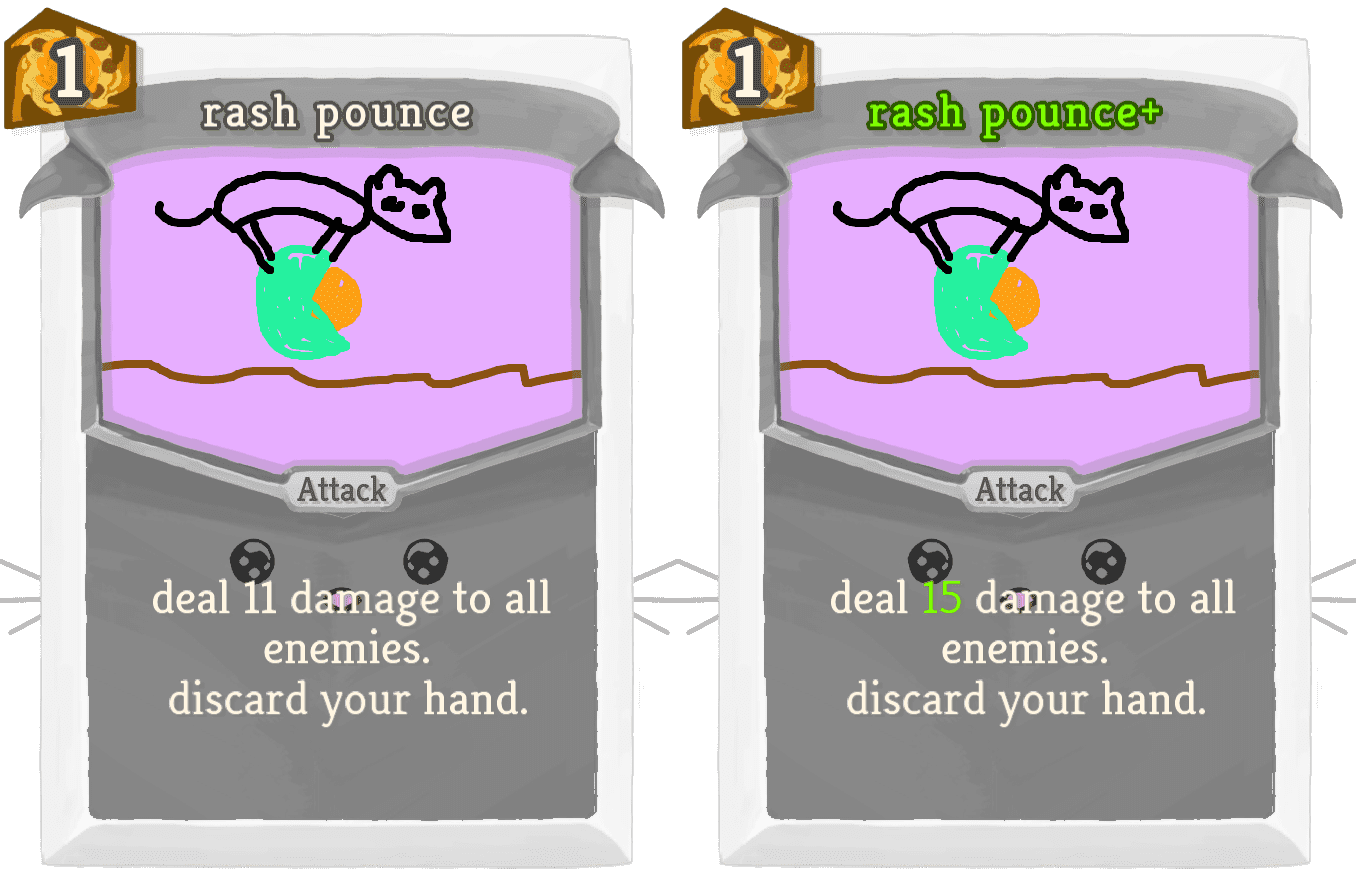 1
rash pounce
Attack
deal 11 damage to all
enemies.
discard your hand.
1
rash pounce+
Attack
deal 15 damage to all
enemies.
discard your hand.